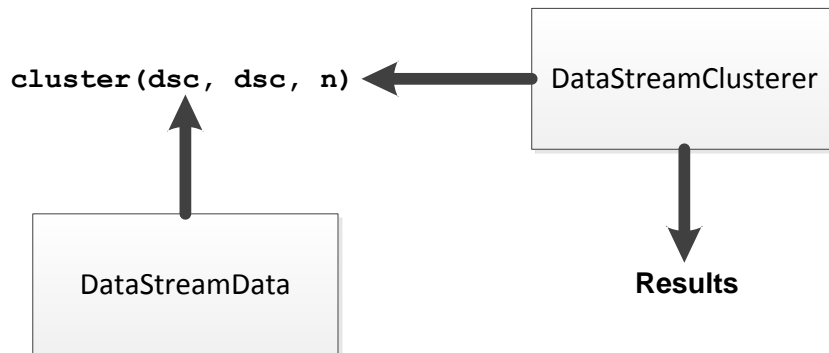 cluster(dsc, dsc, n)
DataStreamClusterer
DataStreamData
Results